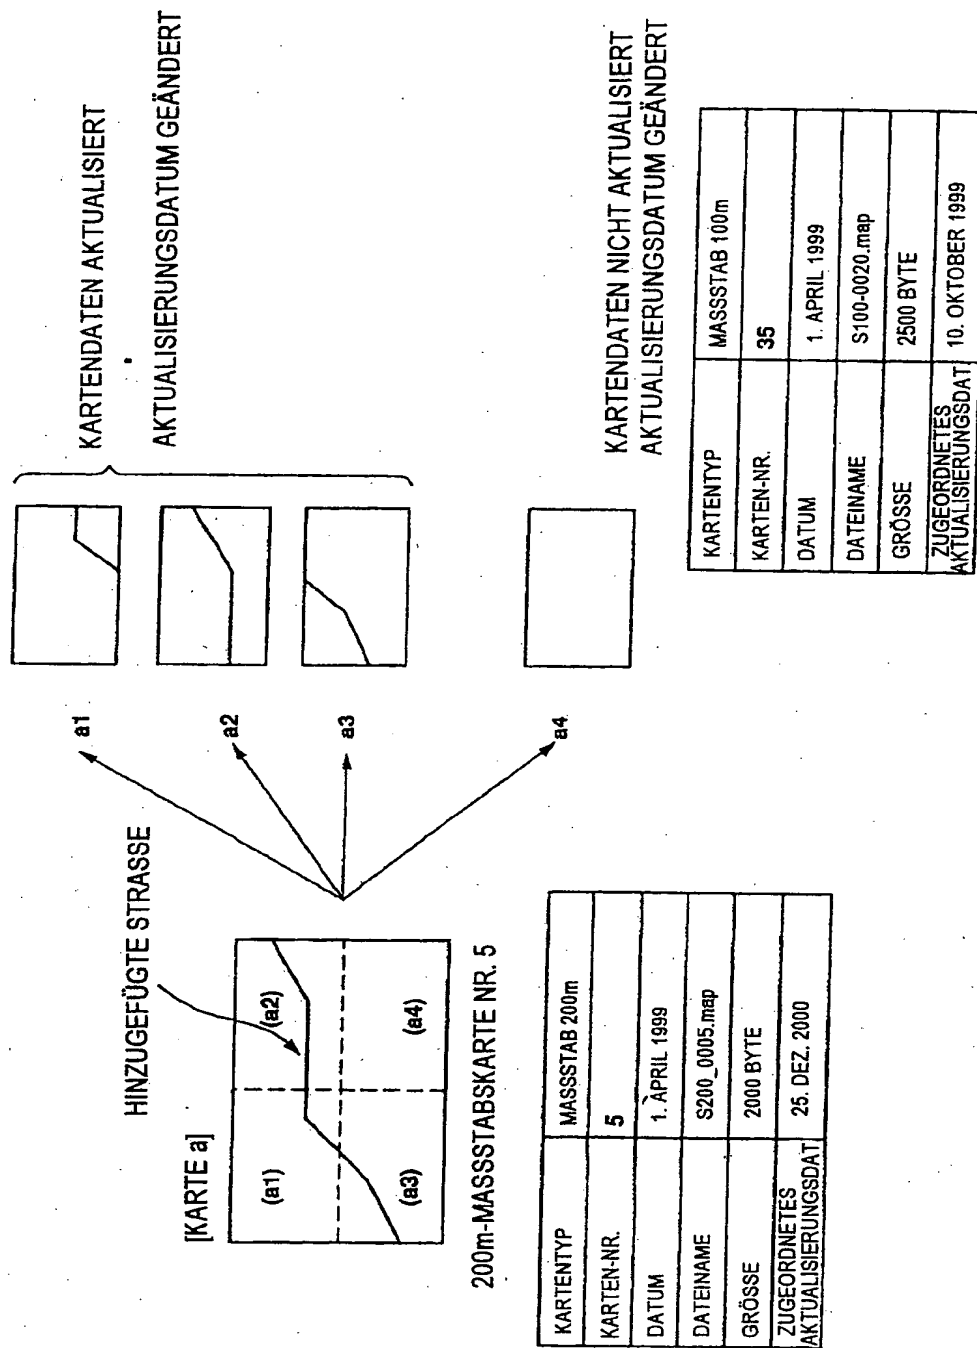 [KARTE a]
HINZUGEFÜGTE STRASSE
(a1)
(a2)
(a3)
(a4)
200m-MASSSTABSKARTE NR. 5
KARTENTYP MASSSTAB 200m
KARTEN-NR. 5
DATUM 1. APRIL 1999
DATEINAME S200_0005.map
GRÖSSE 2000 BYTE
ZUGEORDNETES
AKTUALISIERUNGSDAT 25. DEZ. 2000
a1
a2
a3
a4
KARTENDATEN AKTUALISIERT
AKTUALISIERUNGSDATUM GEÄNDERT
KARTENDATEN NICHT AKTUALISIERT
AKTUALISIERUNGSDATUM GEÄNDERT
KARTENTYP MASSSTAB 100m
KARTEN-NR. 35
DATUM 1. APRIL 1999
DATEINAME S100-0020.map
GRÖSSE 2500 BYTE
ZUGEORDNETES
AKTUALISIERUNGSDAT 10. OKTOBER 1999